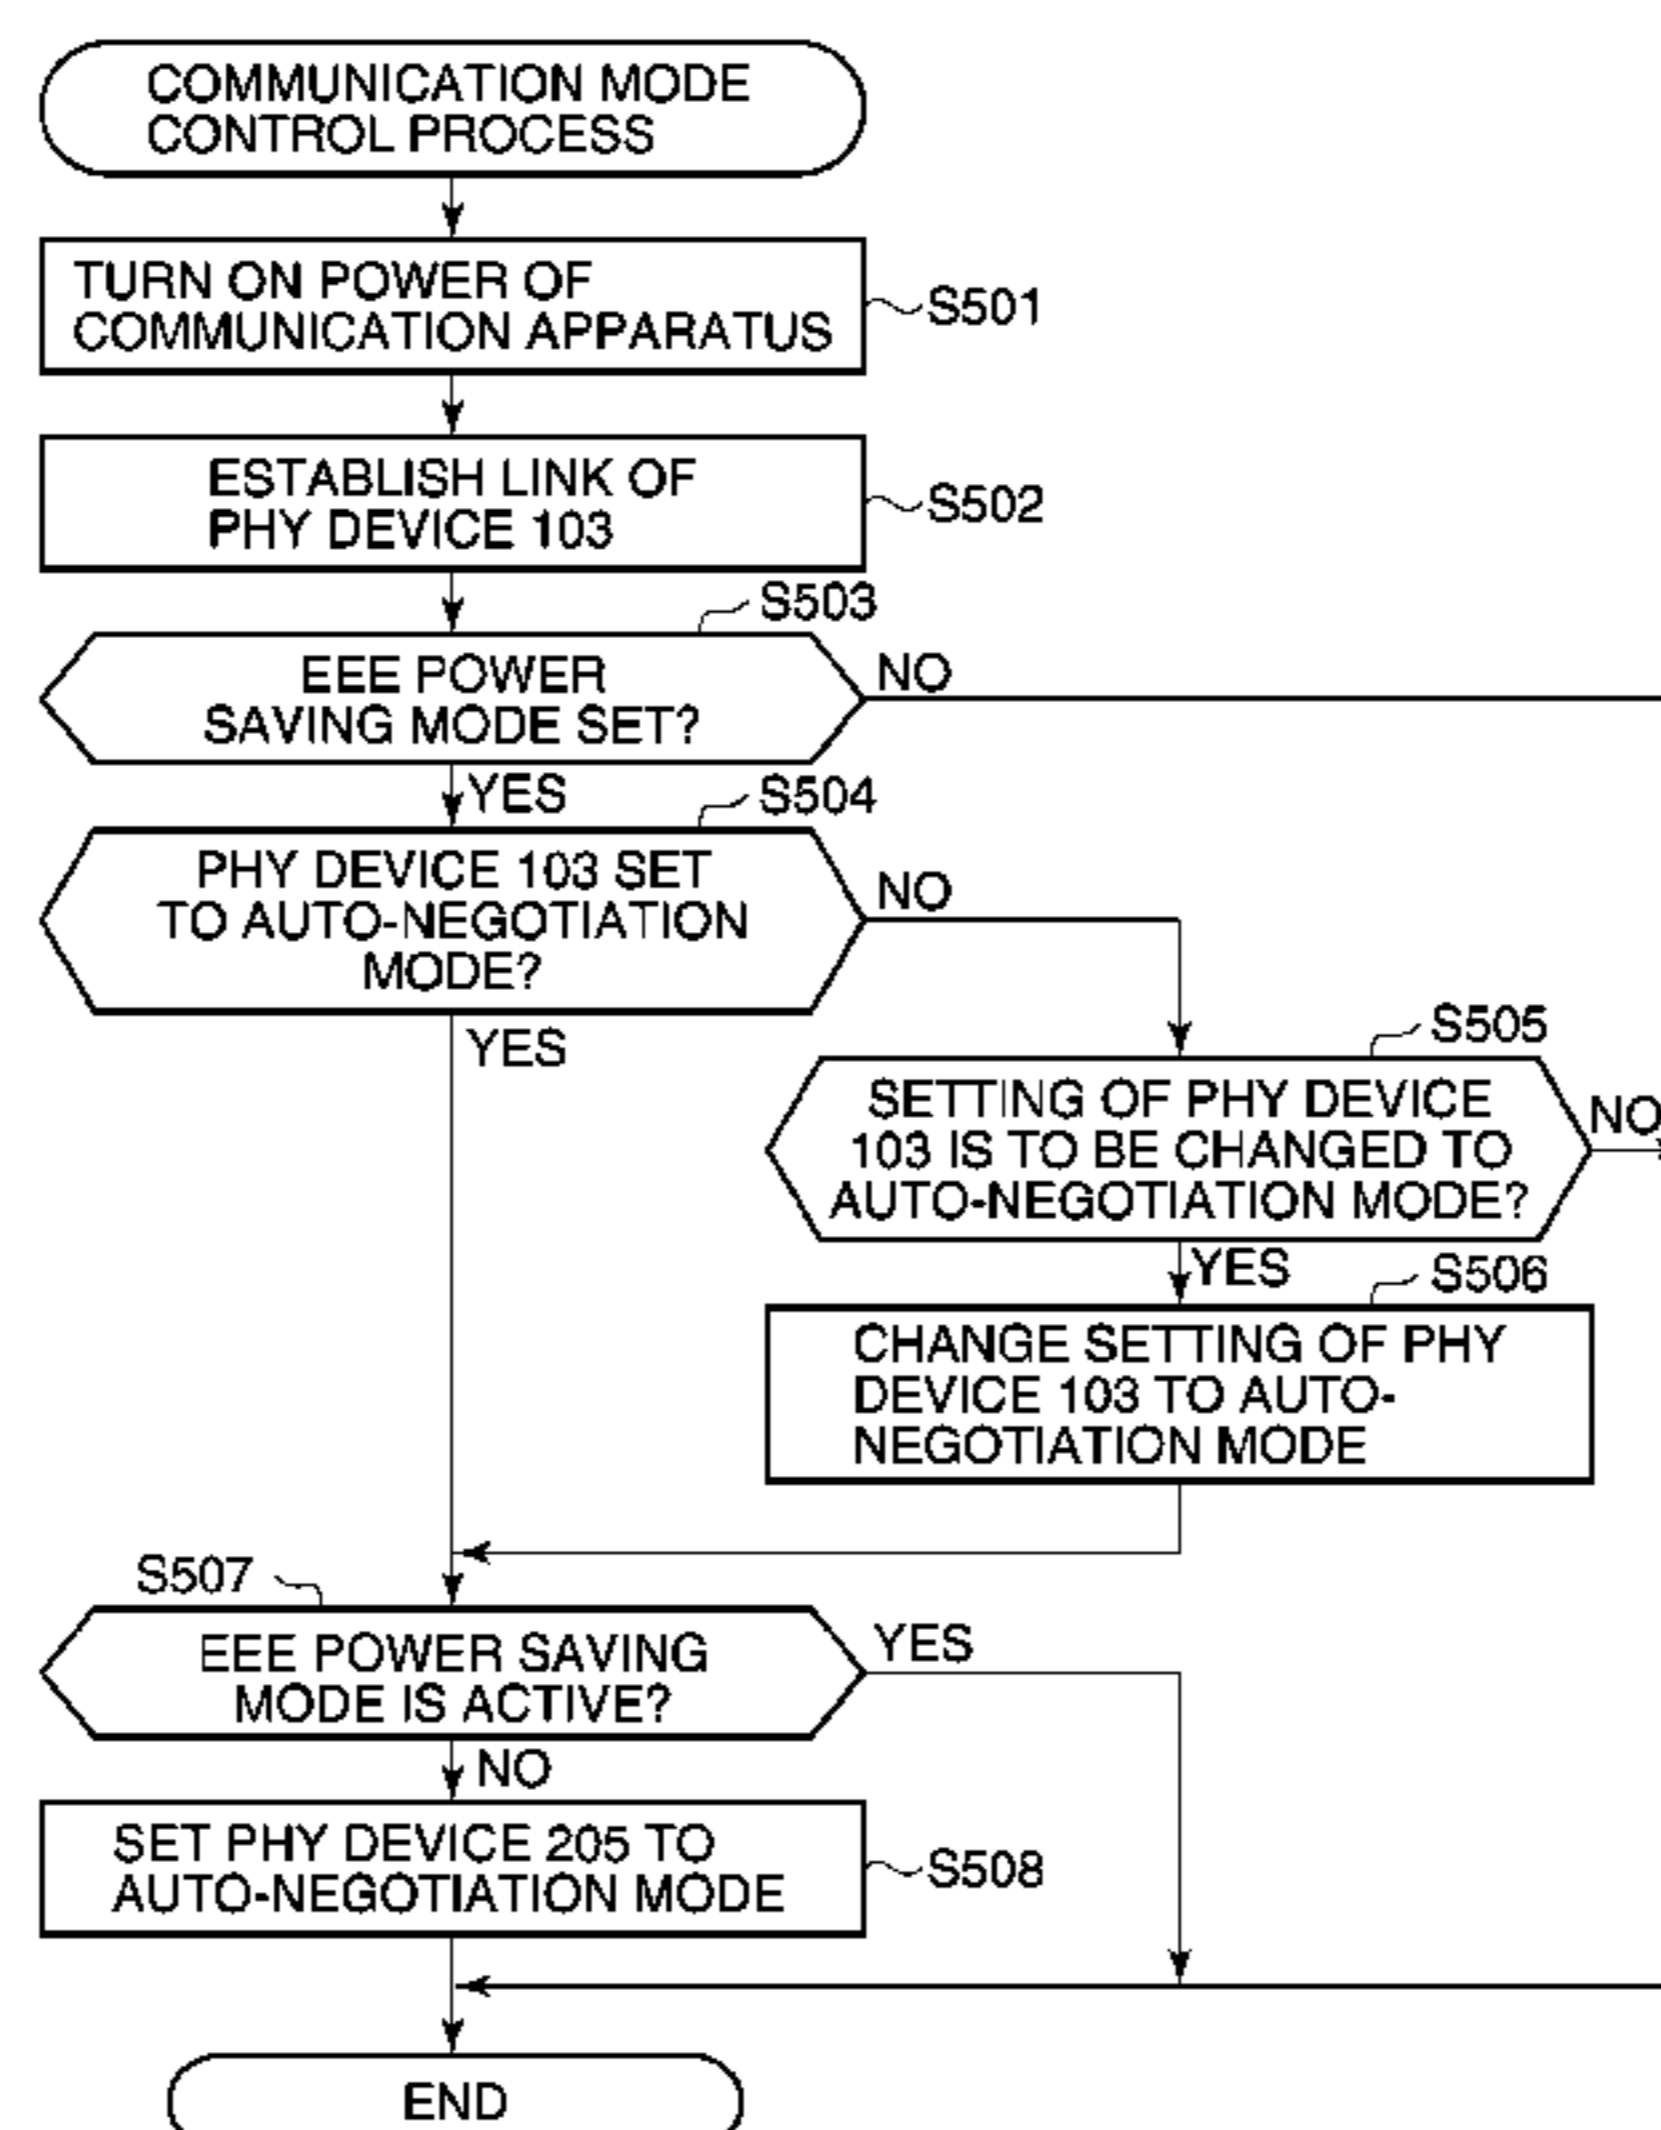 COMMUNICATION MODE
CONTROL PROCESS
TURN ON POWER OF
COMMUNICATION APPARATUS
S501
ESTABLISH LINK OF
PHY DEVICE 103
S502
S503
EEE POWER
SAVING MODE SET?
NO
YES
S504
PHY DEVICE 103 SET
TO AUTO-NEGOTIATION
MODE?
NO
YES
S505
SETTING OF PHY DEVICE
103 IS TO BE CHANGED TO
AUTO-NEGOTIATION MODE?
NO
YES
S506
CHANGE SETTING OF PHY
DEVICE 103 TO AUTO-
NEGOTIATION MODE
S507
EEE POWER SAVING
MODE IS ACTIVE?
YES
NO
SET PHY DEVICE 205 TO
AUTO-NEGOTIATION MODE
S508
END